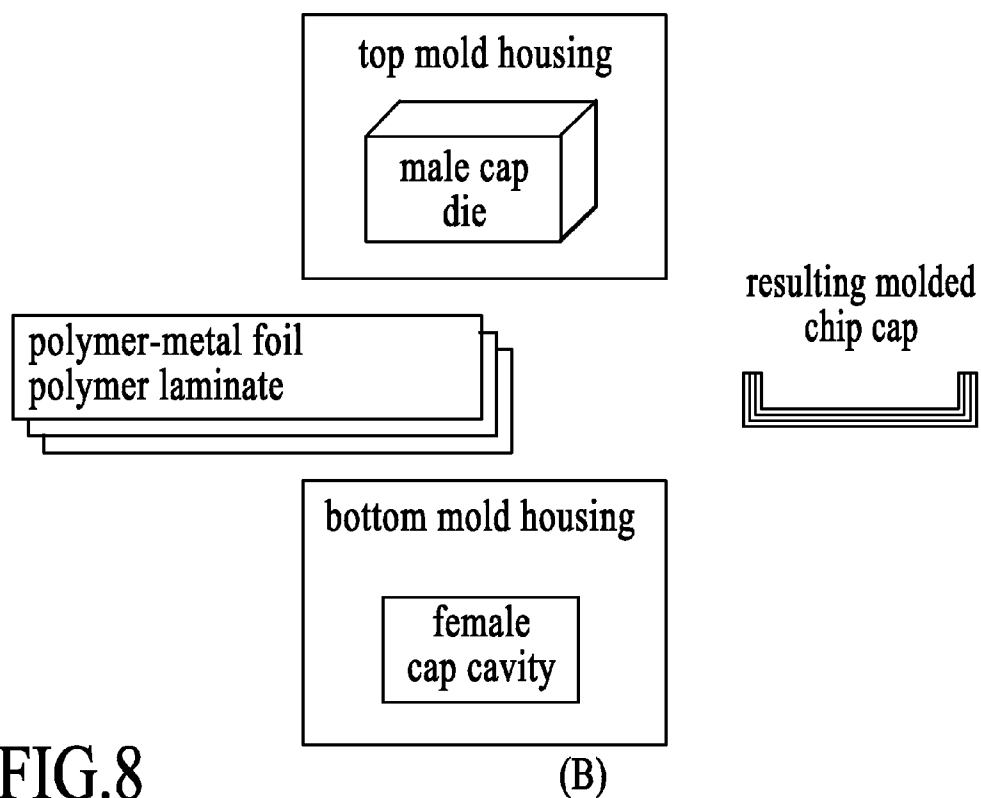 top mold housing
male cap
die
resulting molded
chip cap
polymer-metal foil
polymer laminate
bottom mold housing
female
cap cavity
FIG.8
(B)